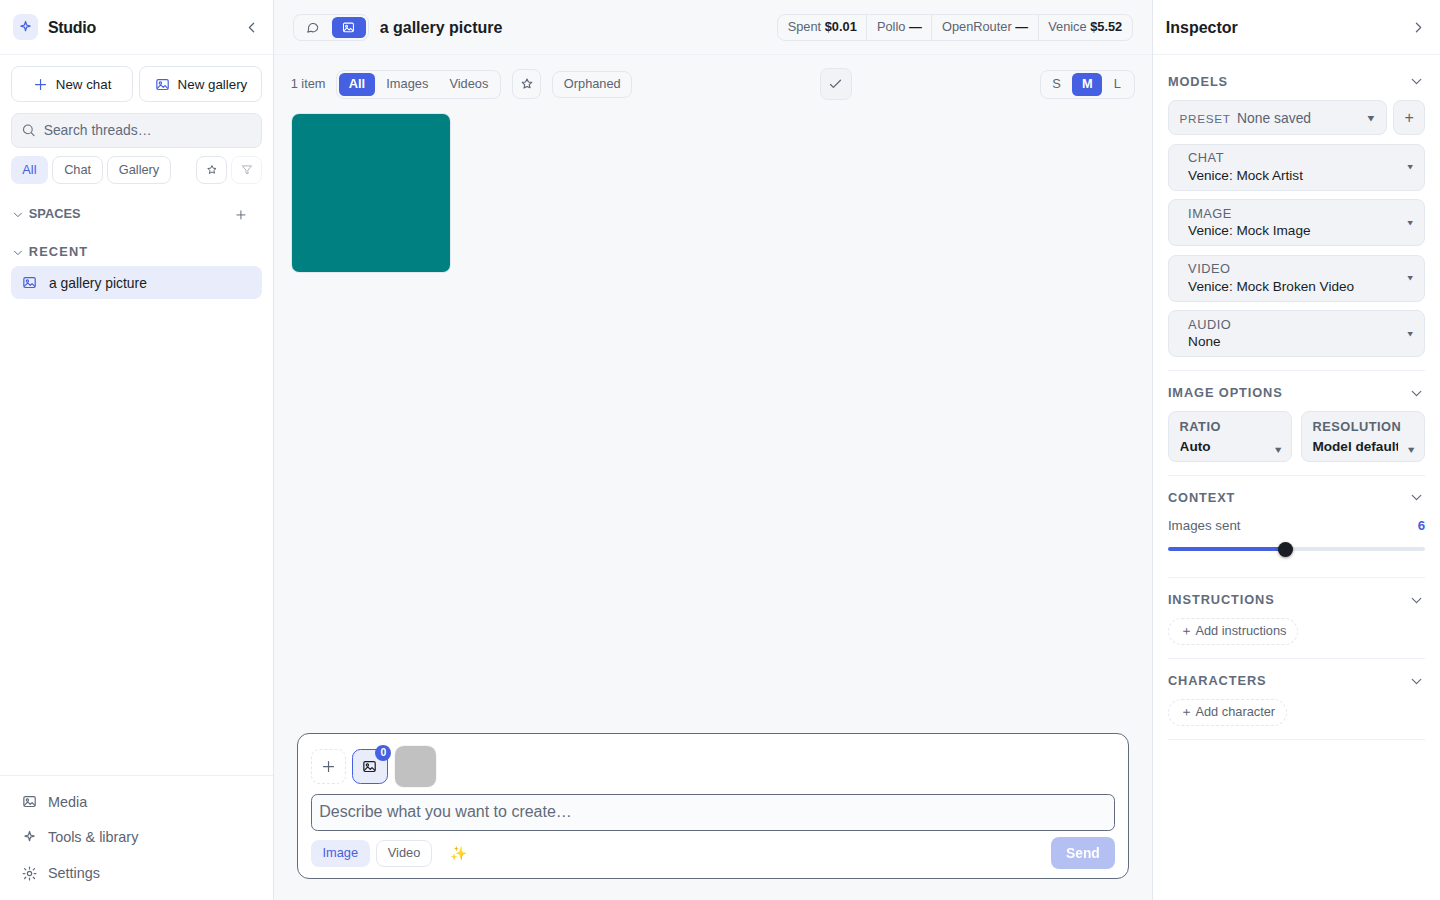 Studio
a gallery picture
Spent $0.01
Pollo —
OpenRouter —
Venice $5.52
Inspector
New chat
New gallery
Search threads…
All
Chat
Gallery
SPACES
RECENT
a gallery picture
Media
Tools & library
Settings
1 item
All
Images
Videos
Orphaned
S
M
L
0
Describe what you want to create…
Image
Video
Send
MODELS
PRESET None saved
+
CHAT
Venice: Mock Artist
IMAGE
Venice: Mock Image
VIDEO
Venice: Mock Broken Video
AUDIO
None
IMAGE OPTIONS
RATIO
Auto
RESOLUTION
Model default
CONTEXT
Images sent
6
INSTRUCTIONS
+ Add instructions
CHARACTERS
+ Add character